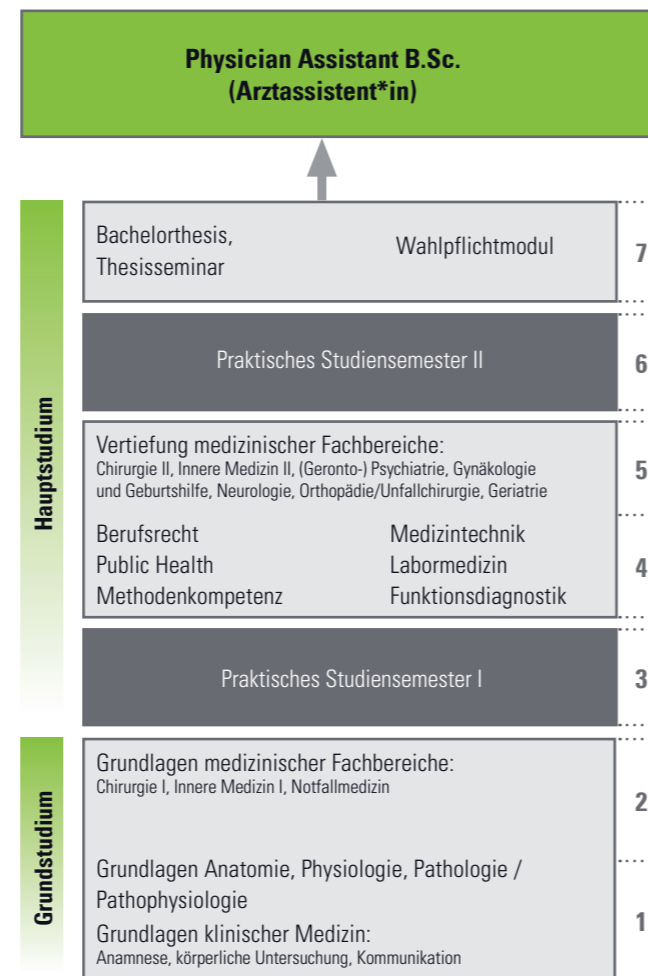 Physician Assistant B.Sc.
(Arztassistent*in)
Hauptstudium
Bachelorthesis,
Thesisseminar
Wahlpflichtmodul
7
Praktisches Studiensemester II
6
Vertiefung medizinischer Fachbereiche:
Chirurgie II, Innere Medizin II, (Geronto-) Psychiatrie, Gynäkologie
und Geburtshilfe, Neurologie, Orthopädie/Unfallchirurgie, Geriatrie
5
Berufsrecht
Public Health
Methodenkompetenz
Medizintechnik
Labormedizin
Funktionsdiagnostik
4
Praktisches Studiensemester I
3
Grundstudium
Grundlagen medizinischer Fachbereiche:
Chirurgie I, Innere Medizin I, Notfallmedizin
2
Grundlagen Anatomie, Physiologie, Pathologie /
Pathophysiologie
Grundlagen klinischer Medizin:
Anamnese, körperliche Untersuchung, Kommunikation
1